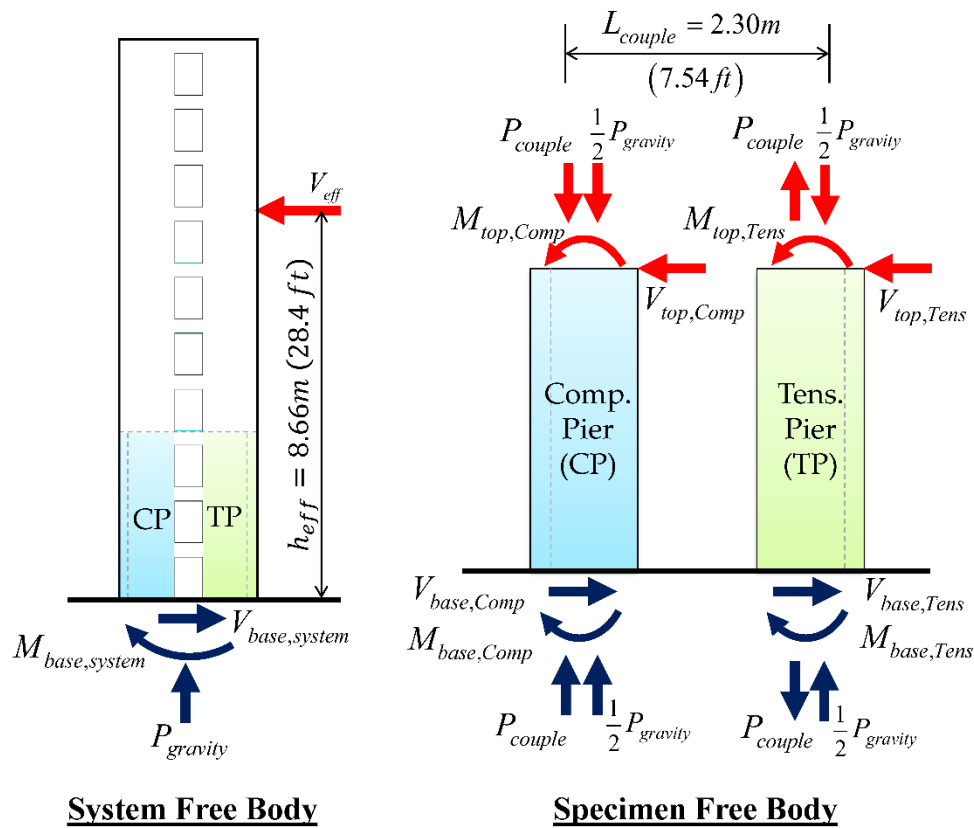 L_couple = 2.30m
(7.54 ft)
P_couple 1/2 P_gravity
P_couple 1/2 P_gravity
V_eff
M_top,Comp
M_top,Tens
V_top,Comp
V_top,Tens
h_eff = 8.66m (28.4 ft)
Comp.
Pier
(CP)
Tens.
Pier
(TP)
CP
TP
V_base,system
M_base,system
P_gravity
V_base,Comp
V_base,Tens
M_base,Comp
M_base,Tens
P_couple 1/2 P_gravity
P_couple 1/2 P_gravity
System Free Body
Specimen Free Body